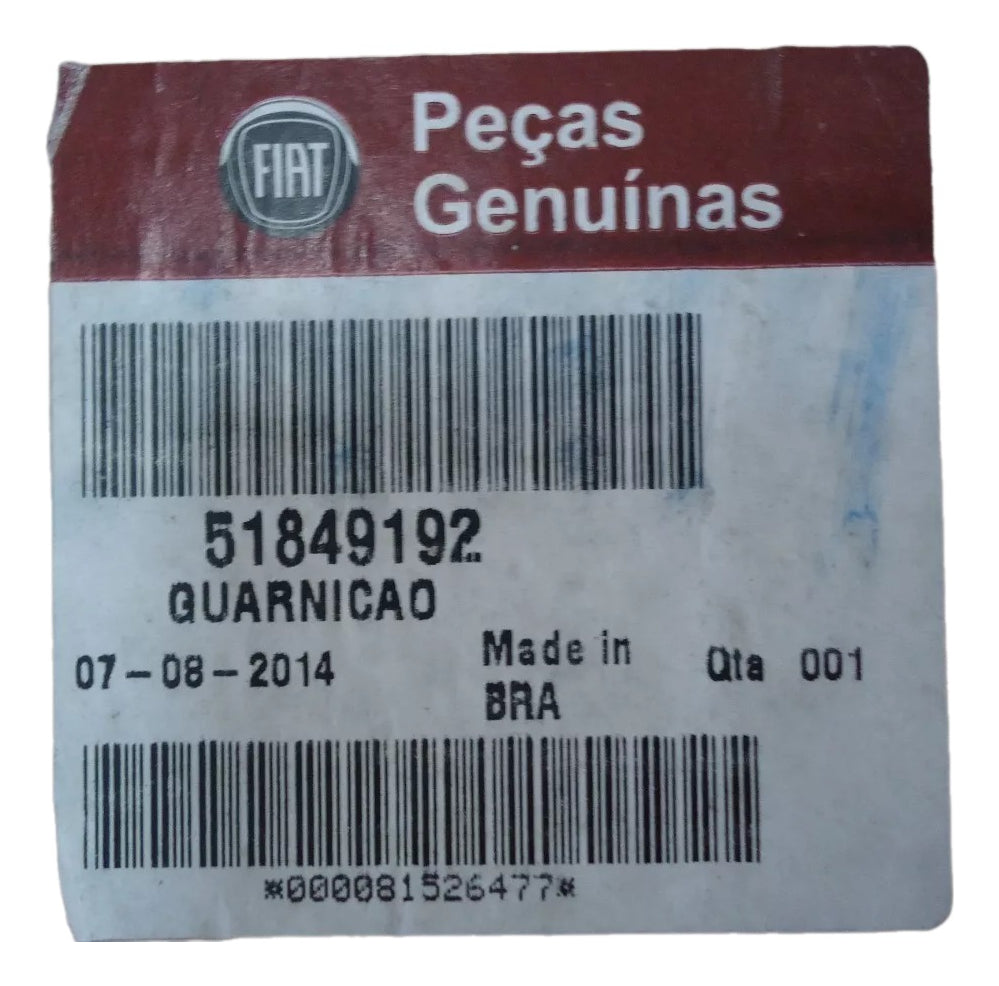 FIAT
Peças
Genuínas
51849192
GUARNICAO
07-08-2014
Made in
BRA
Qta 001
*000081526477*